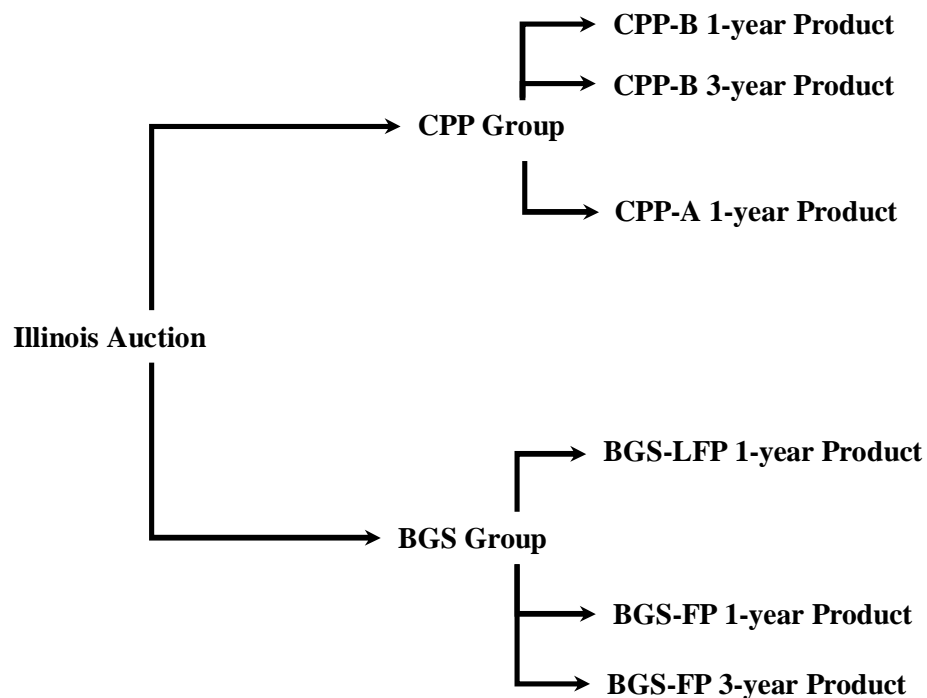 CPP-B 1-year Product
CPP-B 3-year Product
CPP Group
CPP-A 1-year Product
Illinois Auction
BGS-LFP 1-year Product
BGS Group
BGS-FP 1-year Product
BGS-FP 3-year Product